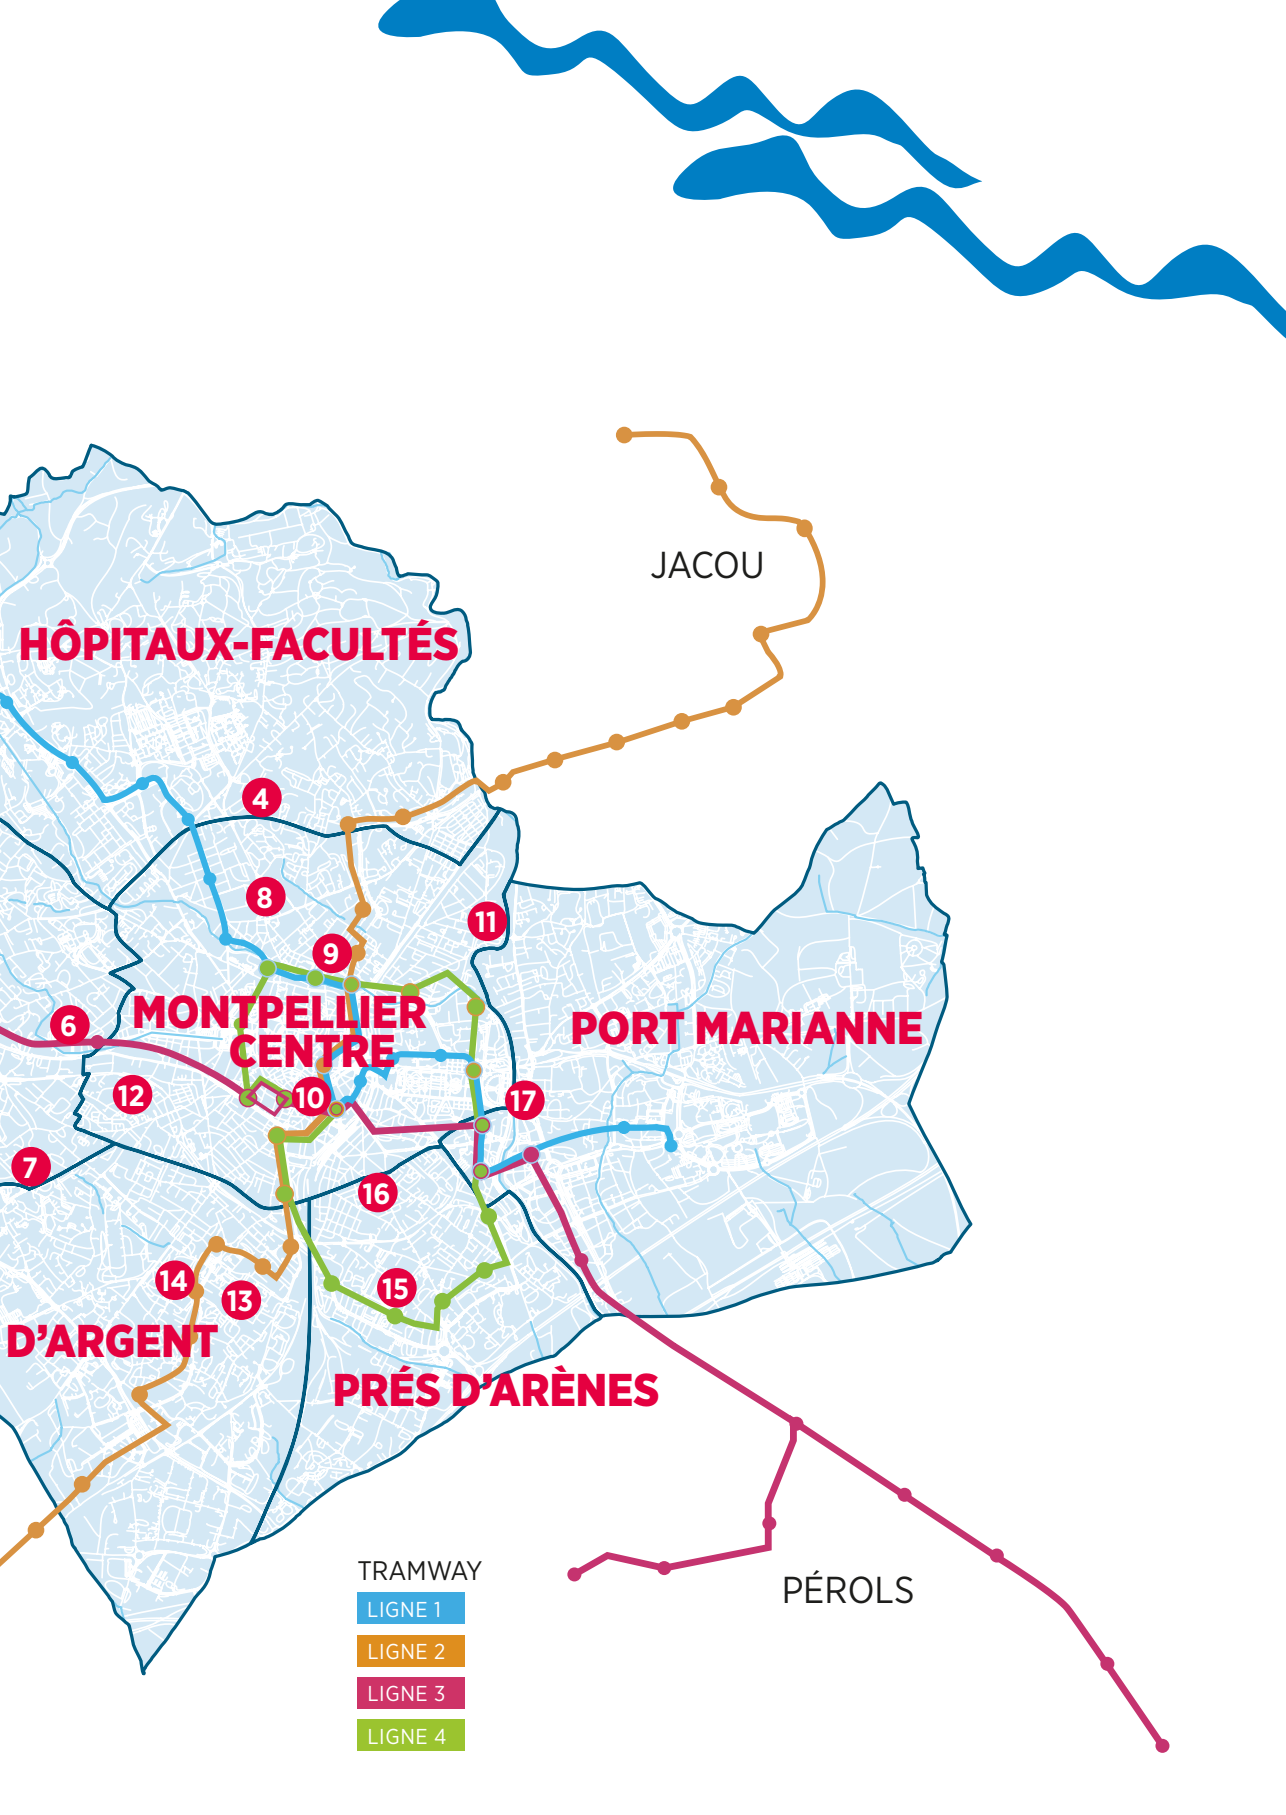 JACOU
HÔPITAUX-FACULTÉS
4
8
11
9
MONTPELLIER
CENTRE
6
PORT MARIANNE
12
10
17
7
16
14
13
15
D'ARGENT
PRÉS D'ARÈNES
TRAMWAY
LIGNE 1
LIGNE 2
LIGNE 3
LIGNE 4
PÉROLS